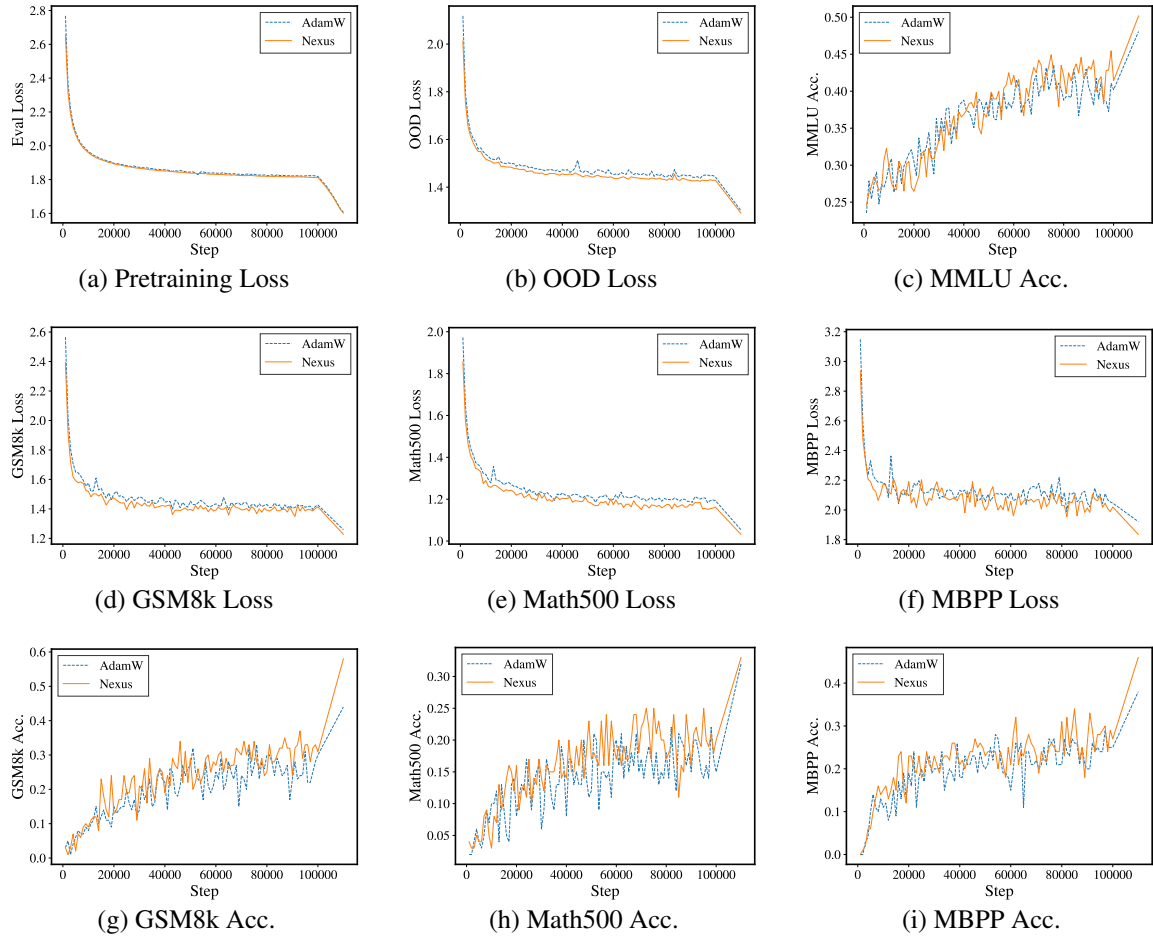 2.8
2.6
2.4
2.2
2.0
1.8
1.6
Eval Loss
AdamW
Nexus
0 20000 40000 60000 80000 100000
Step
(a) Pretraining Loss
2.0
1.8
1.6
1.4
OOD Loss
AdamW
Nexus
0 20000 40000 60000 80000 100000
Step
(b) OOD Loss
0.50
0.45
0.40
0.35
0.30
0.25
MMLU Acc.
AdamW
Nexus
0 20000 40000 60000 80000 100000
Step
(c) MMLU Acc.
2.6
2.4
2.2
2.0
1.8
1.6
1.4
1.2
GSM8k Loss
AdamW
Nexus
0 20000 40000 60000 80000 100000
Step
(d) GSM8k Loss
2.0
1.8
1.6
1.4
1.2
1.0
Math500 Loss
AdamW
Nexus
0 20000 40000 60000 80000 100000
Step
(e) Math500 Loss
3.2
3.0
2.8
2.6
2.4
2.2
2.0
1.8
MBPP Loss
AdamW
Nexus
0 20000 40000 60000 80000 100000
Step
(f) MBPP Loss
0.6
0.5
0.4
0.3
0.2
0.1
0.0
GSM8k Acc.
AdamW
Nexus
0 20000 40000 60000 80000 100000
Step
(g) GSM8k Acc.
0.30
0.25
0.20
0.15
0.10
0.05
Math500 Acc.
AdamW
Nexus
0 20000 40000 60000 80000 100000
Step
(h) Math500 Acc.
0.4
0.3
0.2
0.1
0.0
MBPP Acc.
AdamW
Nexus
0 20000 40000 60000 80000 100000
Step
(i) MBPP Acc.